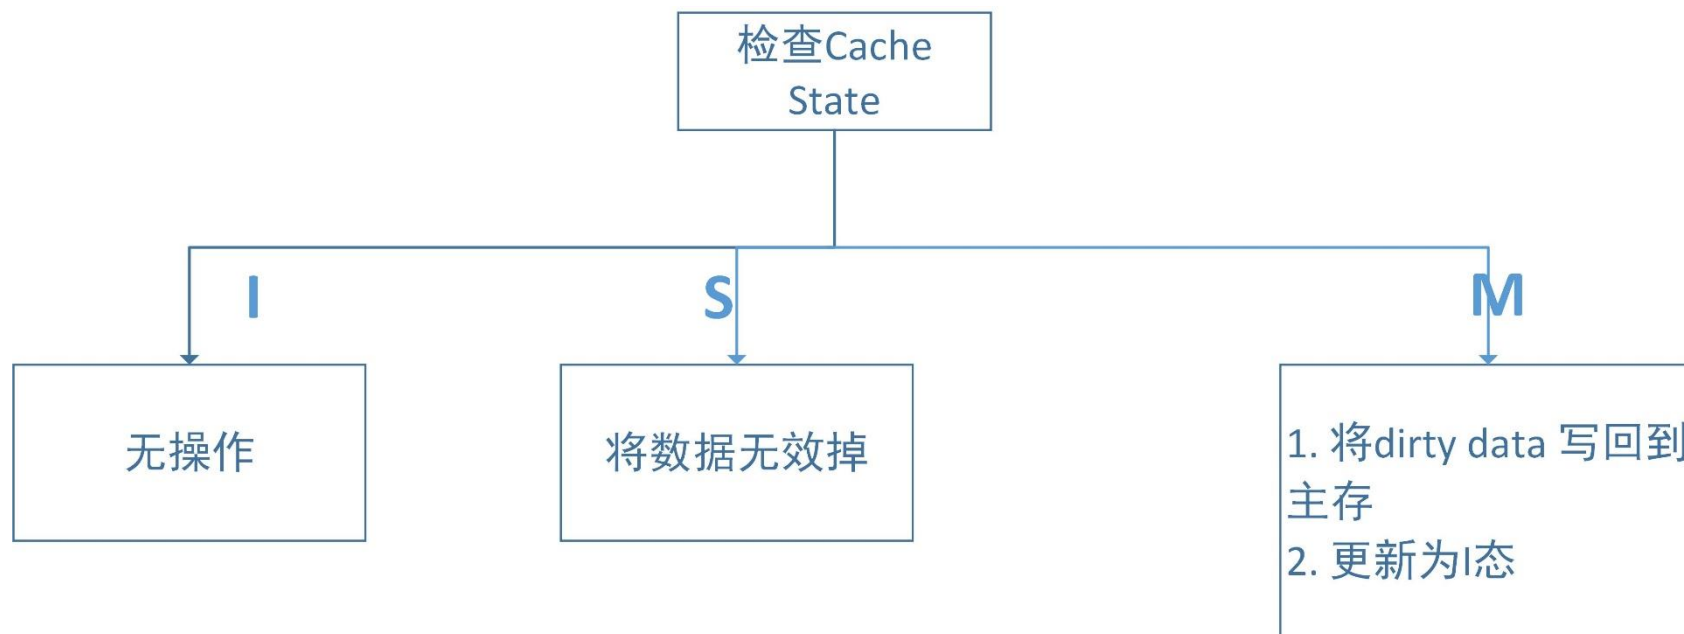 检查Cache
State
I
S
M
无操作
将数据无效掉
1. 将dirty data 写回到
主存
2. 更新为I态